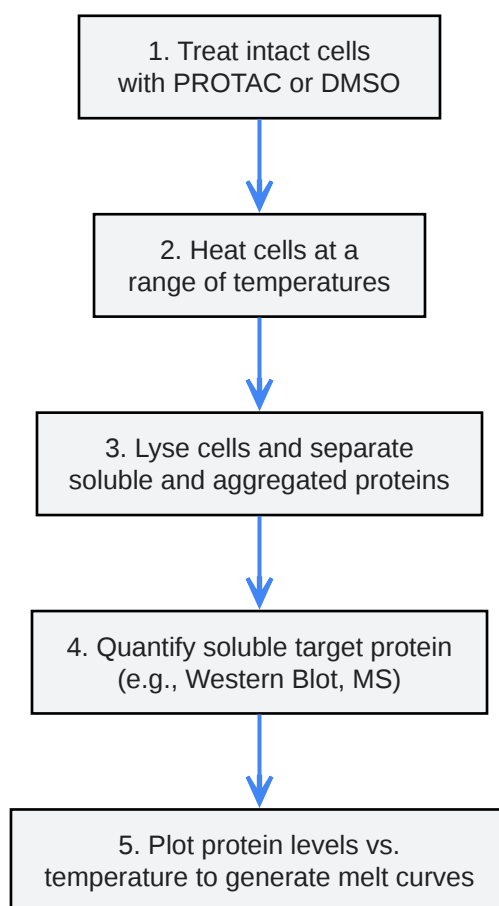 1. Treat intact cells
with PROTAC or DMSO
2. Heat cells at a
range of temperatures
3. Lyse cells and separate
soluble and aggregated proteins
4. Quantify soluble target protein
(e.g., Western Blot, MS)
5. Plot protein levels vs.
temperature to generate melt curves